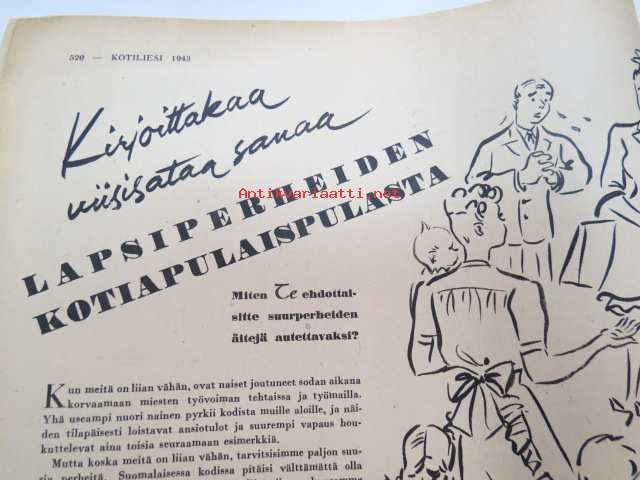 520 — KOTILIESI 1943
Kirjoittakaa
viisisataa sanaa
LAPSIPERHEIDEN
KOTIAPULAISPULASTA
Antikvariaatti.net
Miten Te ehdottai-
sitte suurperheiden
äitejä autettavaksi?
Kun meitä on liian vähän, ovat naiset joutuneet sodan aikana
korvaamaan miesten työvoiman tehtaissa ja työmailla.
Yhä useampi nuori nainen pyrkii kodista muille aloille, ja näi-
den tilapäisesti loistavat ansiotulot ja suurempi vapaus hou-
kuttelevat aina toisia seuraamaan esimerkkiä.
Mutta koska meitä on liian vähän, tarvitsisimme paljon suu-
ria perheitä. Suomalaisessa kodissa pitäisi välttämättä olla